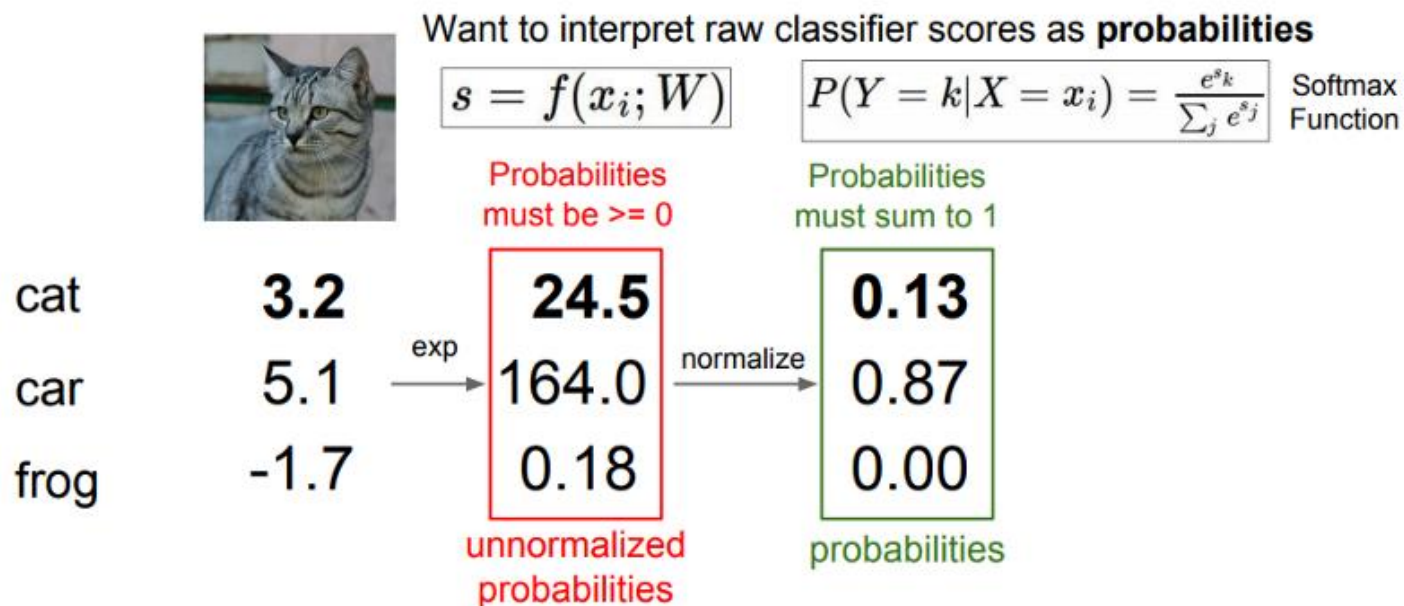 Want to interpret raw classifier scores as probabilities
s = f(x_i; W)
P(Y = k|X = x_i) = \frac{e^{s_k}}{\sum_j e^{s_j}}
Softmax
Function
Probabilities
must be >= 0
Probabilities
must sum to 1
cat 3.2 24.5 0.13
exp normalize
car 5.1 164.0 0.87
frog -1.7 0.18 0.00
unnormalized
probabilities
probabilities